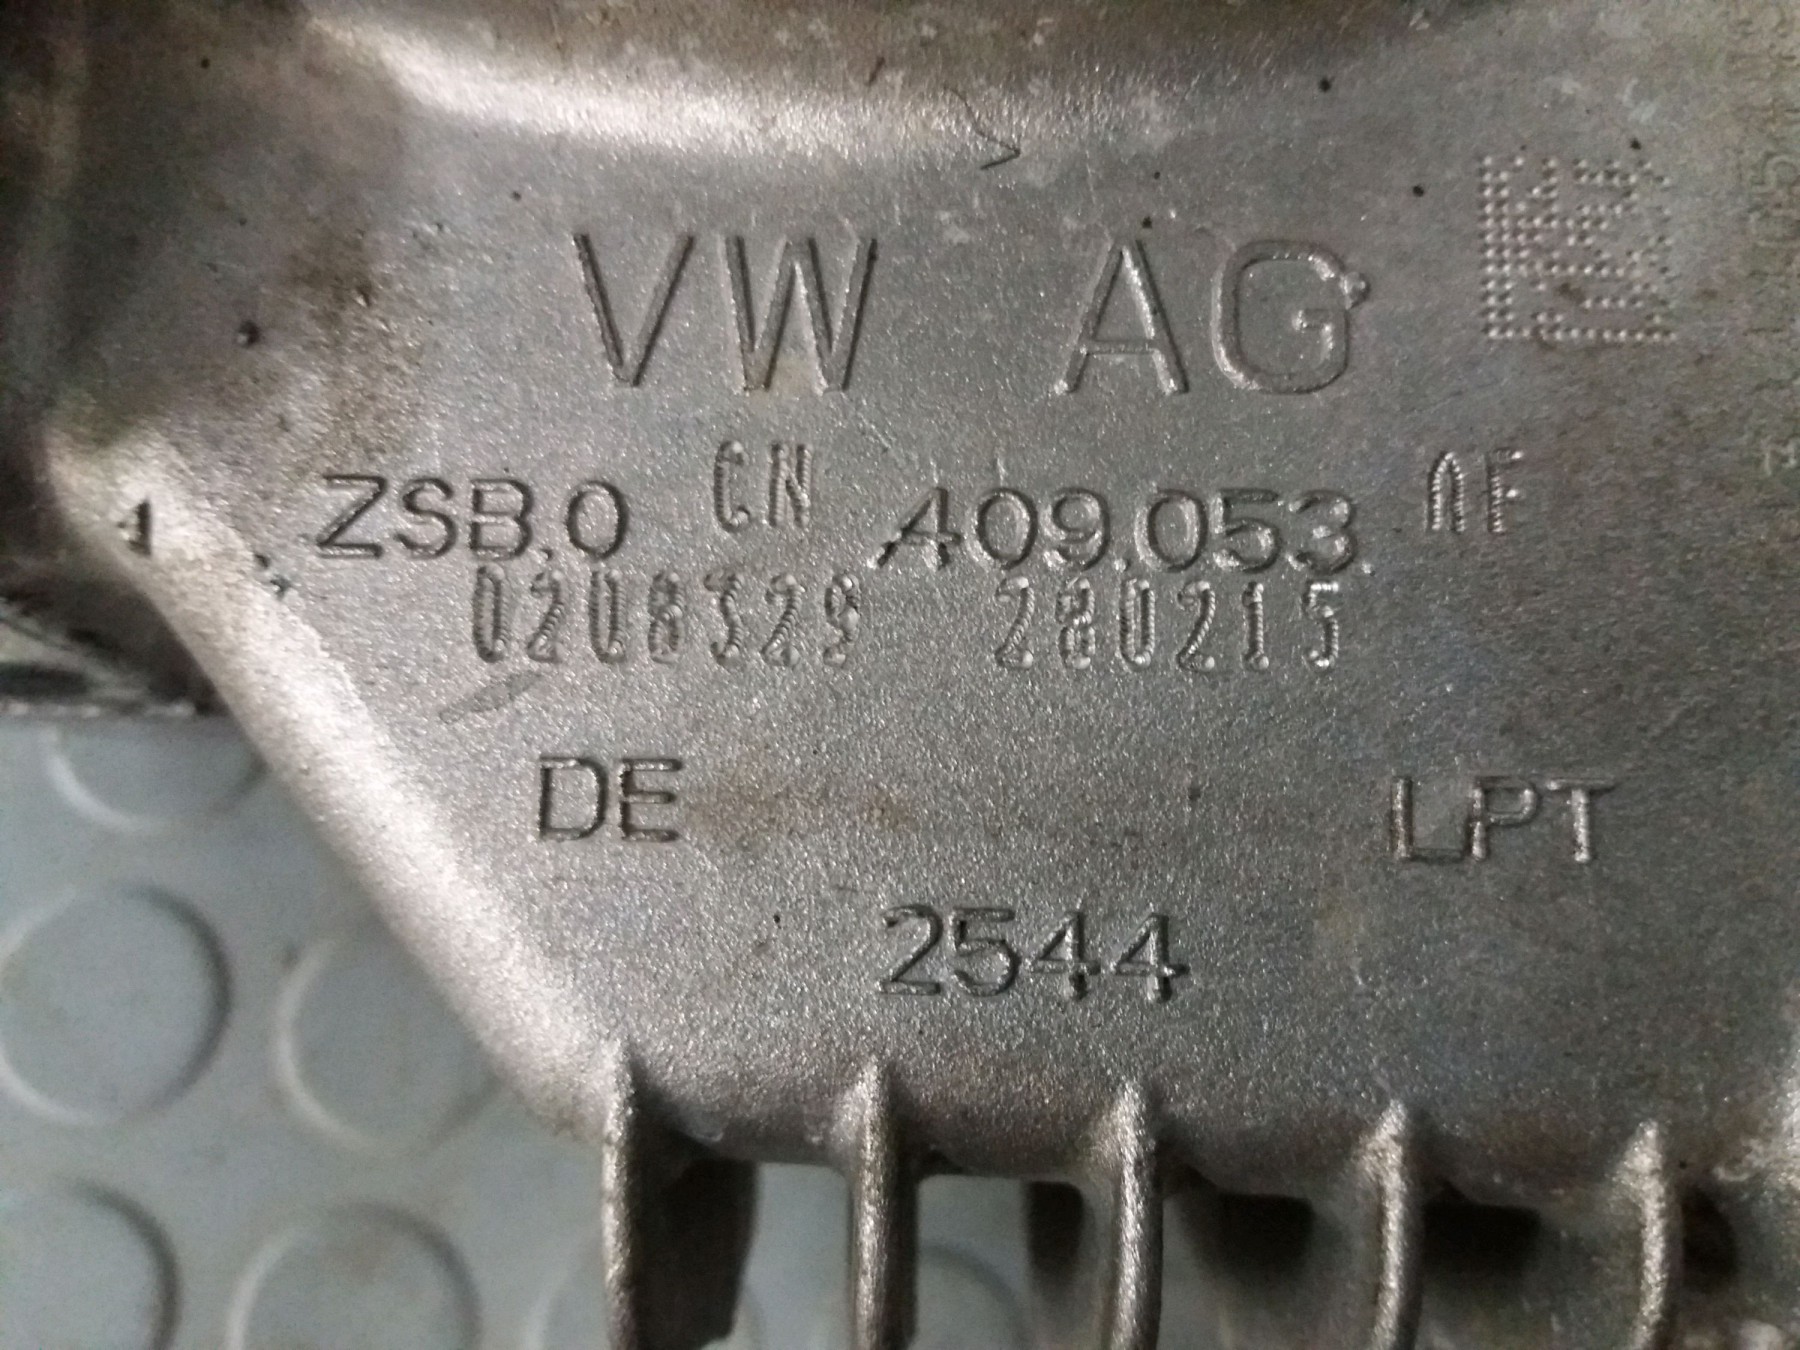 VW AG
ZSB.0 CN .409.053. AF
0208329 280215
DE LPT
2544